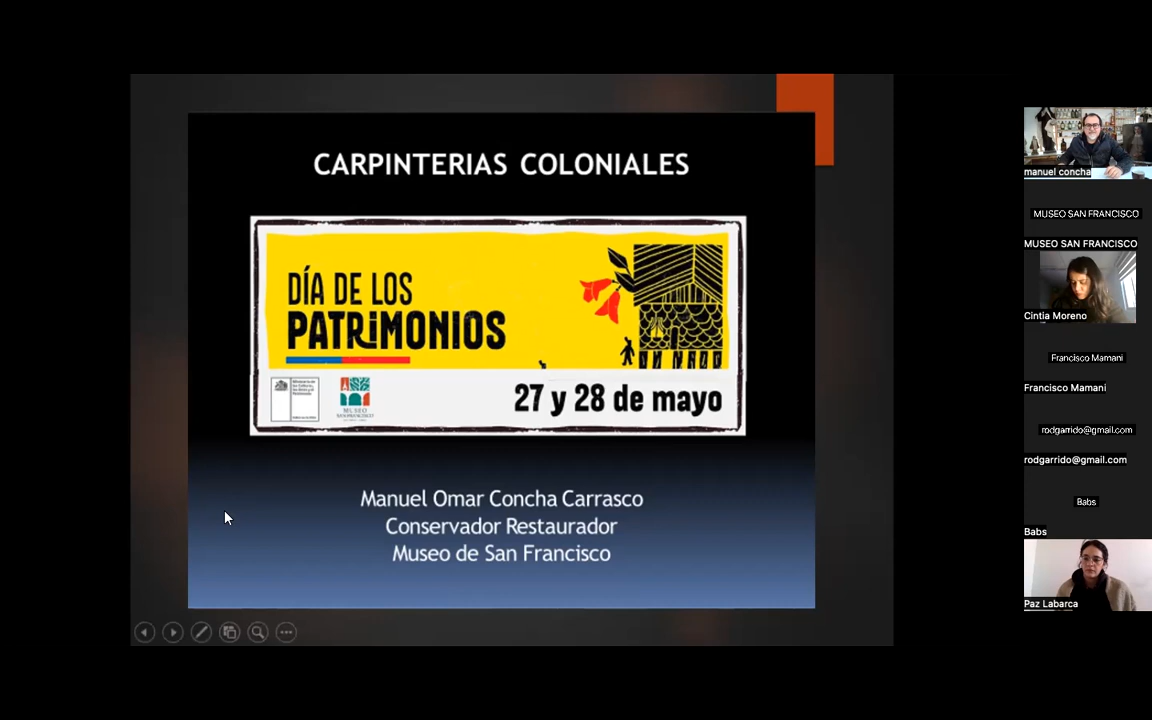 CARPINTERIAS COLONIALES
DÍA DE LOS
PATRiMONIOS
MUSEO
27 y 28 de mayo
Manuel Omar Concha Carrasco
Conservador Restaurador
Museo de San Francisco
manuel concha
MUSEO SAN FRANCISCO
MUSEO SAN FRANCISCO
Cintia Moreno
Francisco Mamani
Francisco Mamani
rodgarrido@gmail.com
rodgarrido@gmail.com
Babs
Babs
Paz Labarca